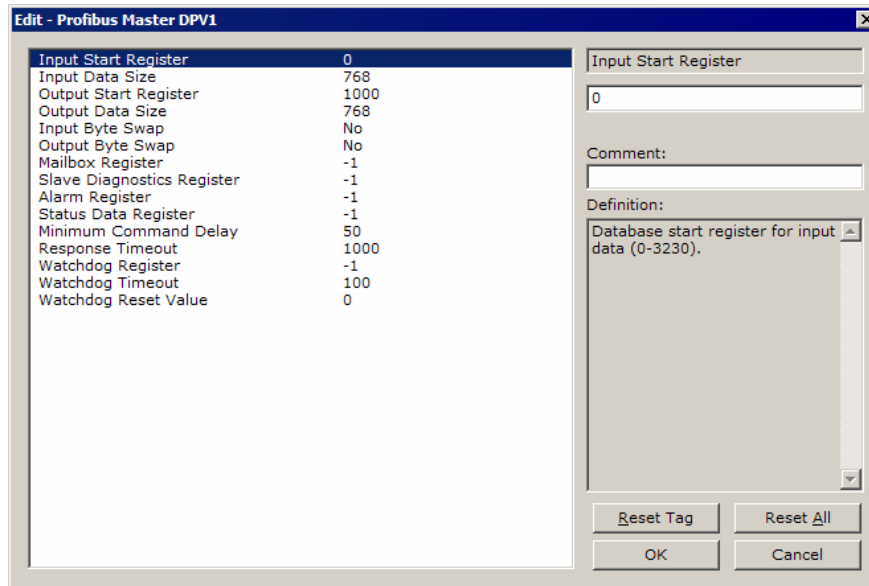 Edit - Profibus Master DPV1
Input Start Register 0
Input Data Size 768
Output Start Register 1000
Output Data Size 768
Input Byte Swap No
Output Byte Swap No
Mailbox Register -1
Slave Diagnostics Register -1
Alarm Register -1
Status Data Register -1
Minimum Command Delay 50
Response Timeout 1000
Watchdog Register -1
Watchdog Timeout 100
Watchdog Reset Value 0
Input Start Register
0
Comment:
Definition:
Database start register for input
data (0-3230).
Reset Tag Reset All
OK Cancel